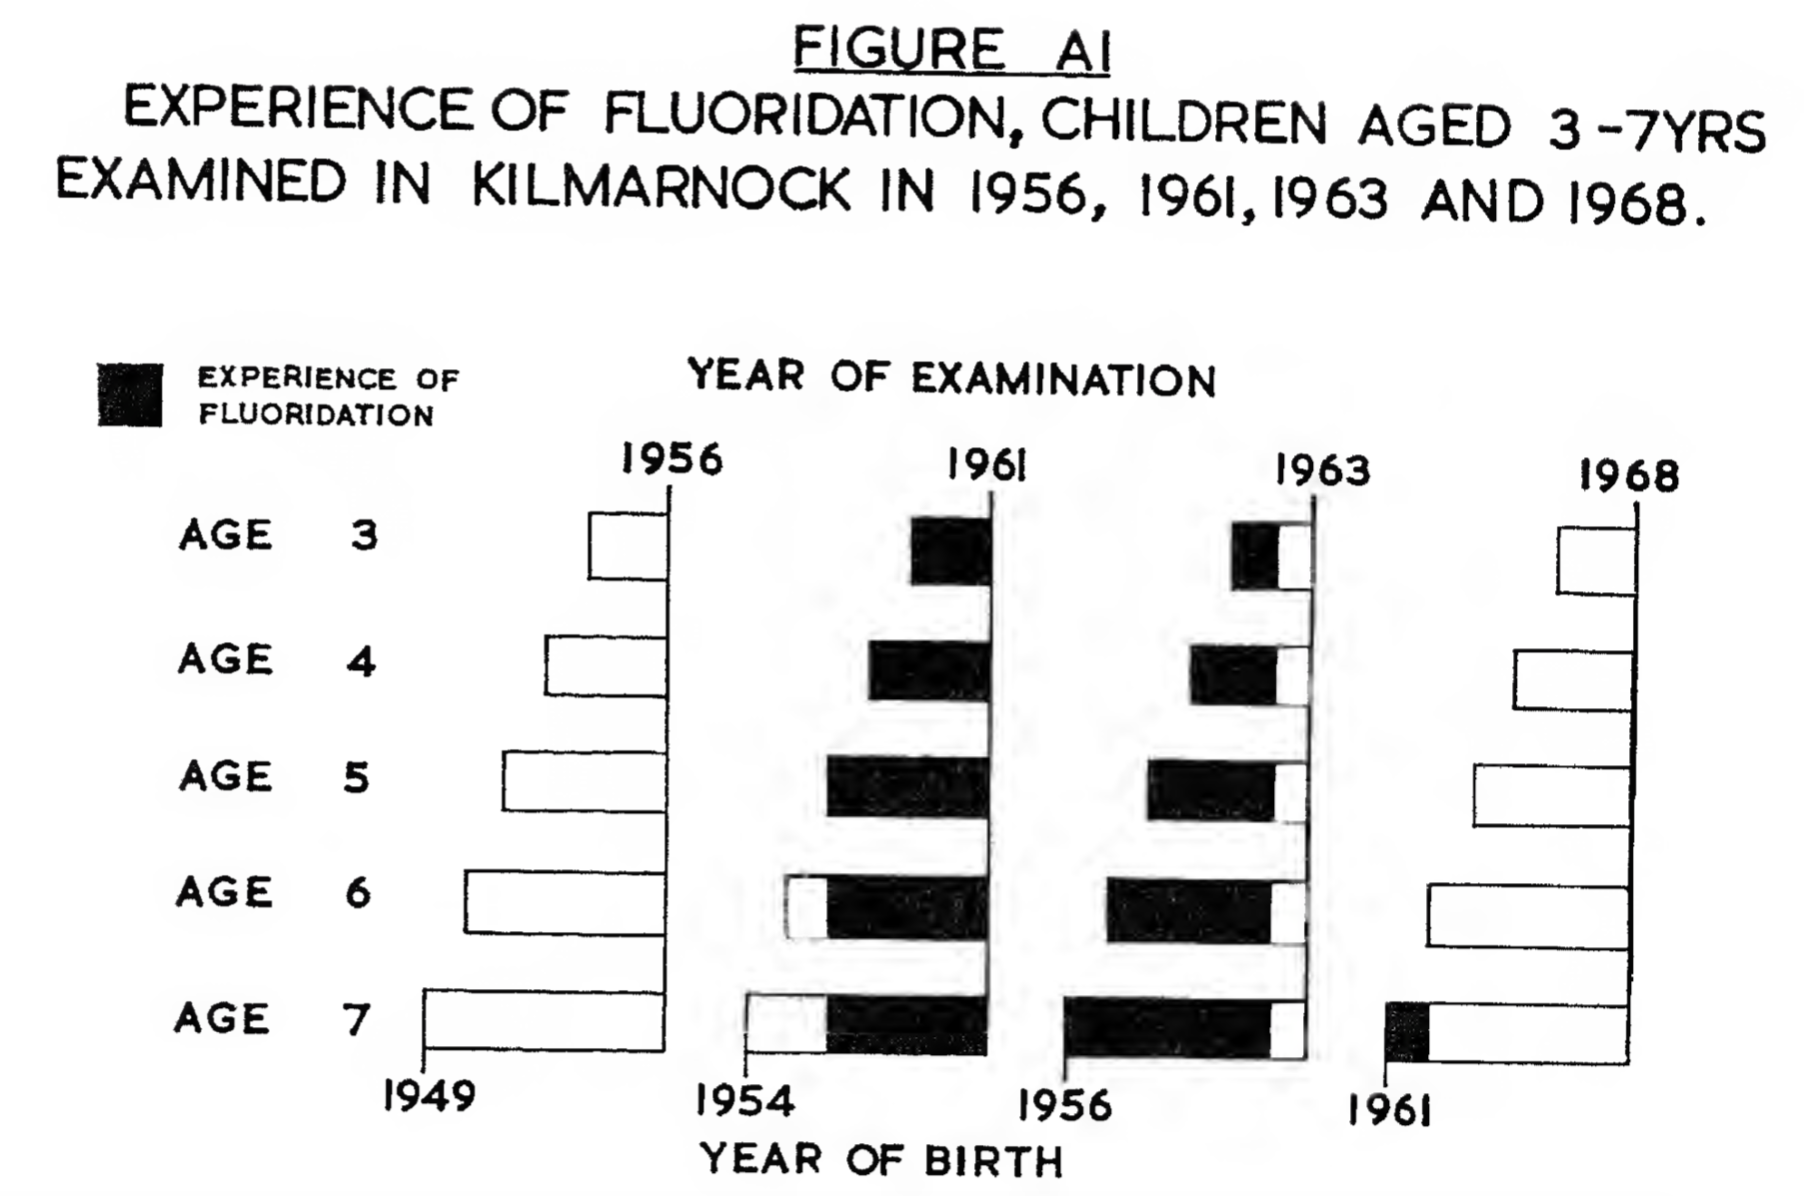 FIGURE A1
EXPERIENCE OF FLUORIDATION, CHILDREN AGED 3-7YRS
EXAMINED IN KILMARNOCK IN 1956, 1961, 1963 AND 1968.
EXPERIENCE OF
FLUORIDATION
YEAR OF EXAMINATION
1956 1961 1963 1968
AGE 3
AGE 4
AGE 5
AGE 6
AGE 7
1949 1954 1956 1961
YEAR OF BIRTH